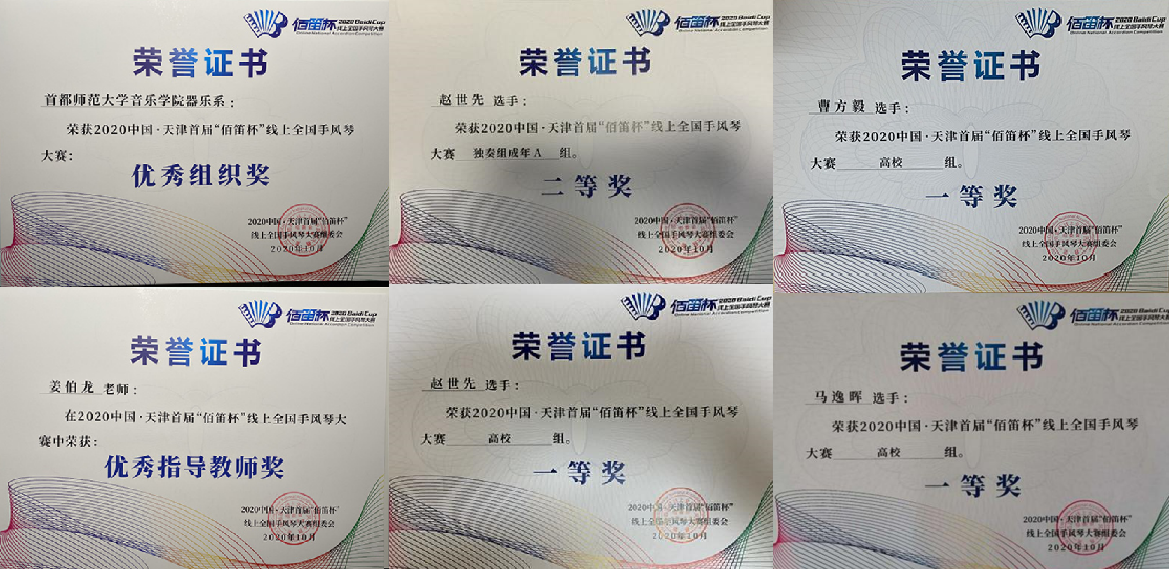 佰笛杯 2020 Baidi Cup
线上全国手风琴大赛
Online National Accordion Competition
荣誉证书
首都师范大学音乐学院器乐系:
荣获2020中国·天津首届“佰笛杯”线上全国手风琴
大赛:
优秀组织奖
2020中国·天津首届“佰笛杯”
线上全国手风琴大赛组委会
2020年10月
佰笛杯 2020 Baidi Cup
线上全国手风琴大赛
Online National Accordion Competition
荣誉证书
赵世先 选手:
荣获2020中国·天津首届“佰笛杯”线上全国手风琴
大赛 独奏组成年A 组。
二等奖
2020中国·天津首届“佰笛杯”
线上全国手风琴大赛组委会
2020年10月
佰笛杯 2020 Baidi Cup
线上全国手风琴大赛
Online National Accordion Competition
荣誉证书
曹方毅 选手:
荣获2020中国·天津首届“佰笛杯”线上全国手风琴
大赛 高校 组。
一等奖
2020中国·天津首届“佰笛杯”
线上全国手风琴大赛组委会
2020年10月
佰笛杯 2020 Baidi Cup
线上全国手风琴大赛
Online National Accordion Competition
荣誉证书
姜伯龙 老师:
在2020中国·天津首届“佰笛杯”线上全国手风琴大
赛中荣获:
优秀指导教师奖
2020中国·天津首届“佰笛杯”
线上全国手风琴大赛组委会
2020年10月
佰笛杯 2020 Baidi Cup
线上全国手风琴大赛
Online National Accordion Competition
荣誉证书
赵世先 选手:
荣获2020中国·天津首届“佰笛杯”线上全国手风琴
大赛 高校 组。
一等奖
2020中国·天津首届“佰笛杯”
线上全国手风琴大赛组委会
2020年10月
佰笛杯 2020 Baidi Cup
线上全国手风琴大赛
Online National Accordion Competition
荣誉证书
马逸晖 选手:
荣获2020中国·天津首届“佰笛杯”线上全国手风琴
大赛 高校 组。
一等奖
2020中国·天津首届“佰笛杯”
线上全国手风琴大赛组委会
2020年10月